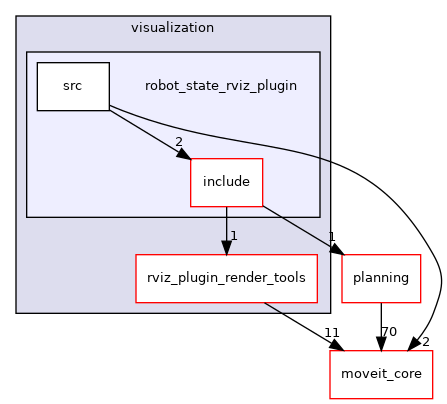 visualization
src
robot_state_rviz_plugin
2
include
1
1
rviz_plugin_render_tools
planning
11
70
2
moveit_core